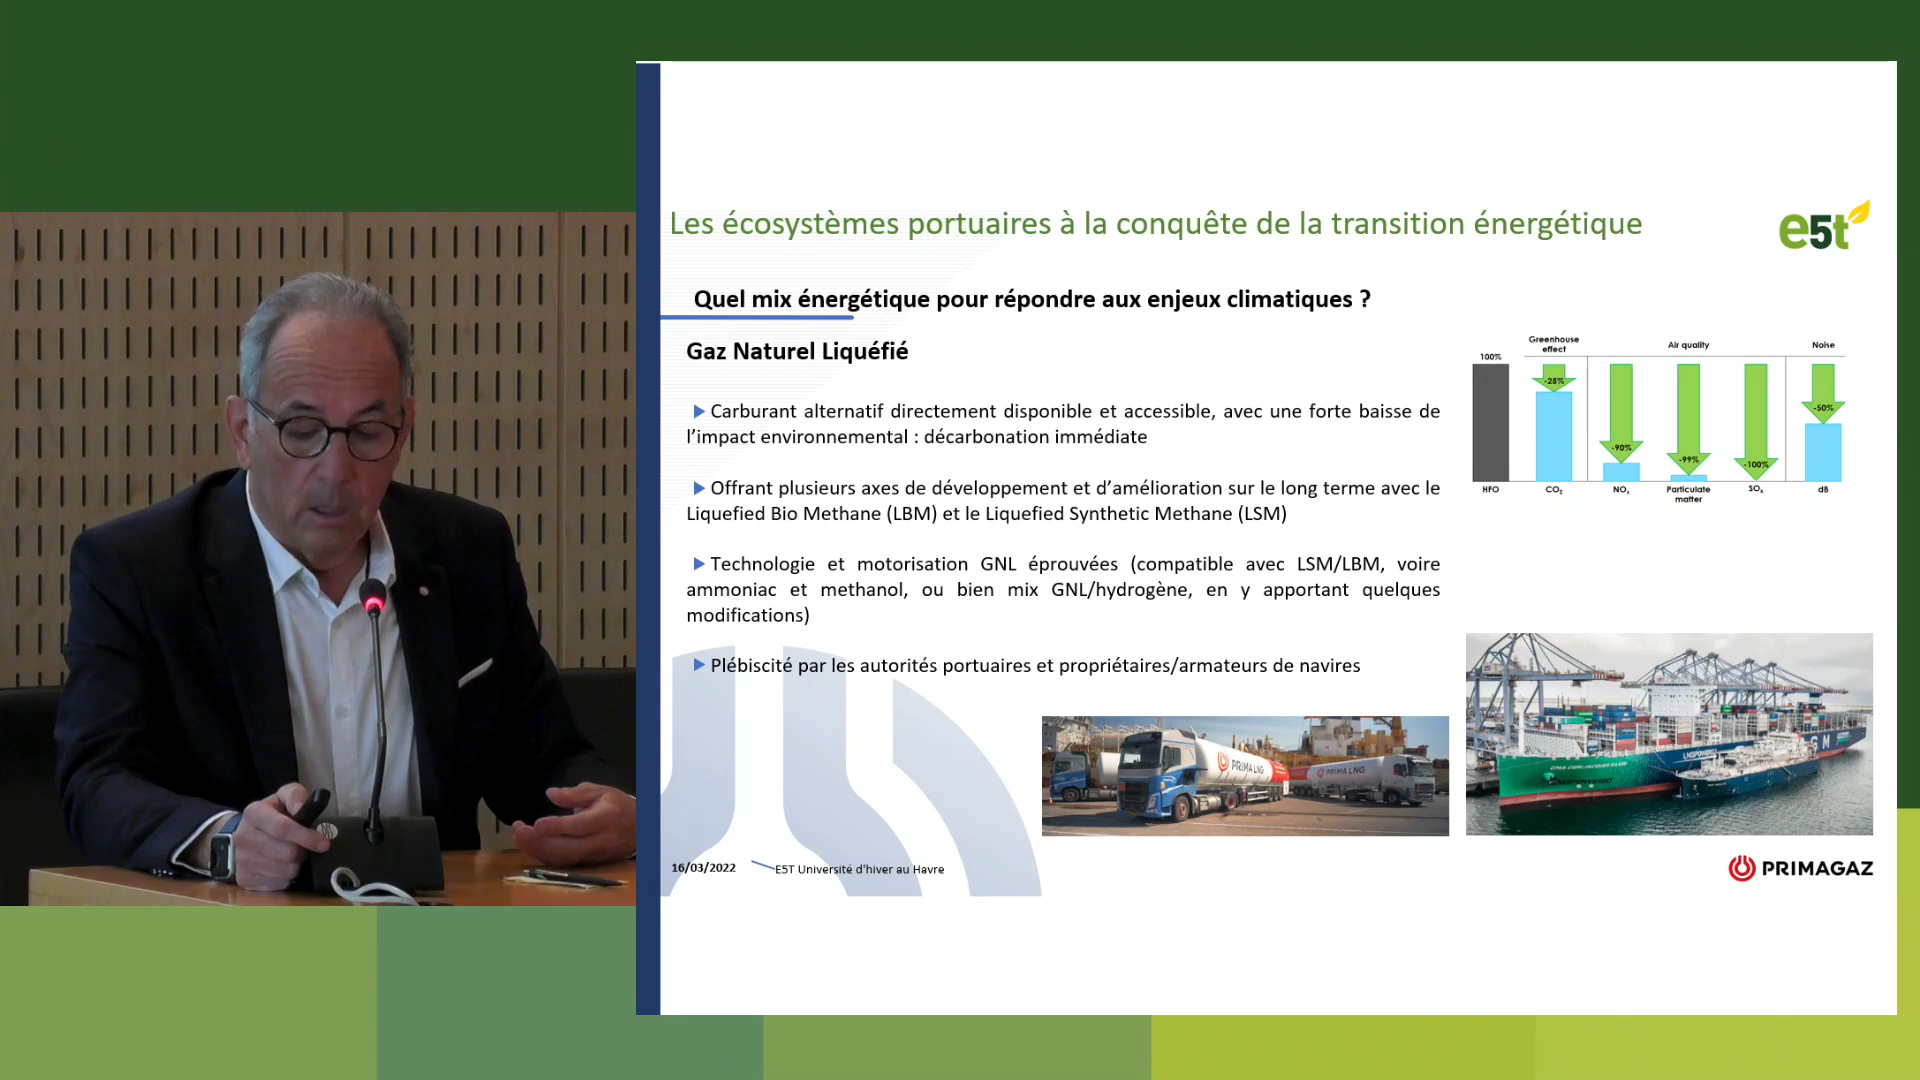 Les écosystèmes portuaires à la conquête de la transition énergétique
e5t
Quel mix énergétique pour répondre aux enjeux climatiques ?
Gaz Naturel Liquéfié
Carburant alternatif directement disponible et accessible, avec une forte baisse de
l’impact environnemental : décarbonation immédiate
Offrant plusieurs axes de développement et d’amélioration sur le long terme avec le
Liquefied Bio Methane (LBM) et le Liquefied Synthetic Methane (LSM)
Technologie et motorisation GNL éprouvées (compatible avec LSM/LBM, voire
ammoniac et methanol, ou bien mix GNL/hydrogène, en y apportant quelques
modifications)
Plébiscité par les autorités portuaires et propriétaires/armateurs de navires
Greenhouse
effect
Air quality
Noise
100%
-25%
-90%
-99%
-100%
-50%
HFO
CO₂
NOₓ
Particulate
matter
SOₓ
dB
PRIMA LNG
PRIMA LNG
16/03/2022
E5T Université d'hiver au Havre
PRIMAGAZ